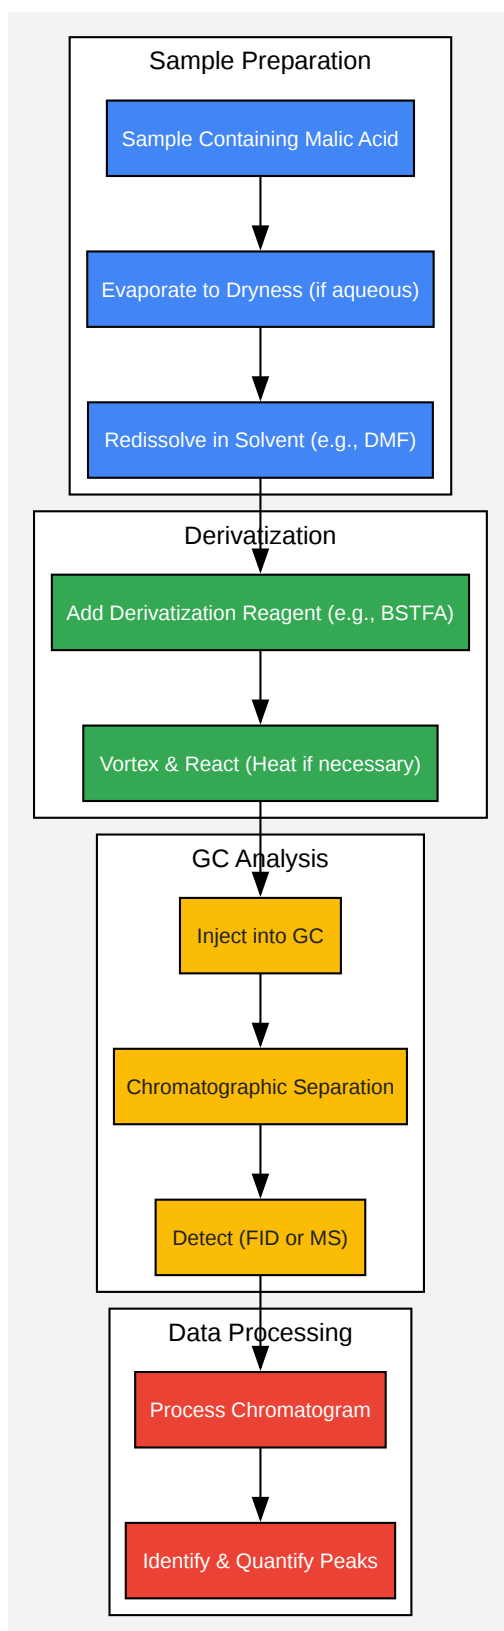 Sample Preparation
Sample Containing Malic Acid
Evaporate to Dryness (if aqueous)
Redissolve in Solvent (e.g., DMF)
Derivatization
Add Derivatization Reagent (e.g., BSTFA)
Vortex & React (Heat if necessary)
GC Analysis
Inject into GC
Chromatographic Separation
Detect (FID or MS)
Data Processing
Process Chromatogram
Identify & Quantify Peaks